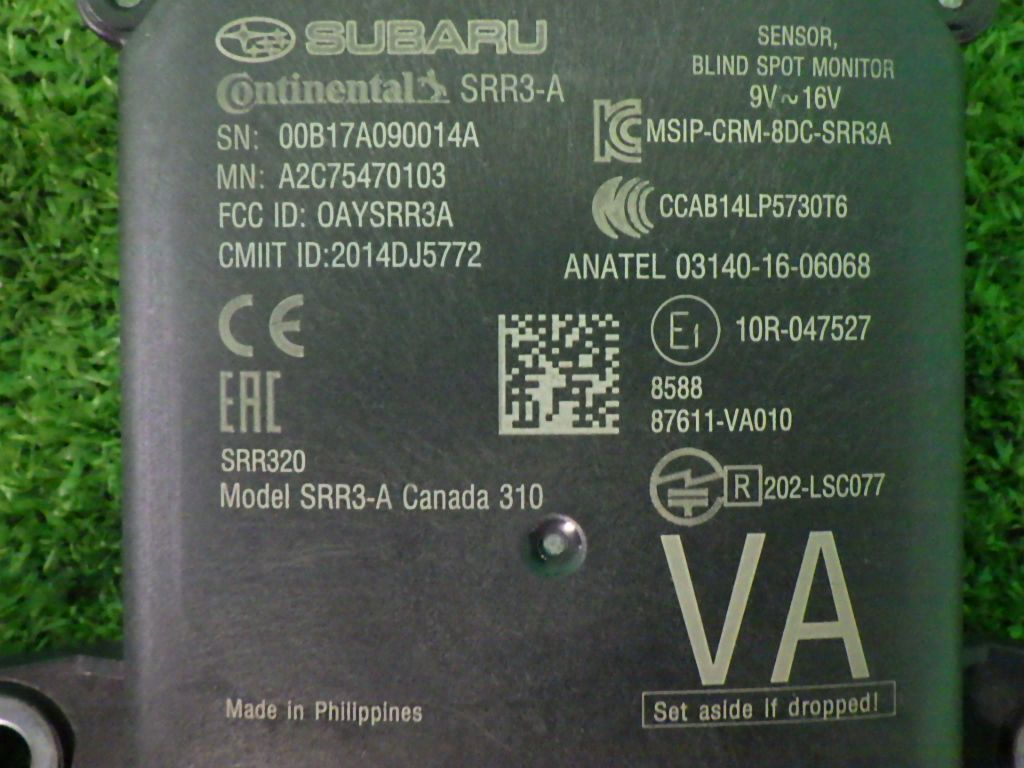 SUBARU
Continental SRR3-A
SN: 00B17A090014A
MN: A2C75470103
FCC ID: OAYSRR3A
CMIIT ID:2014DJ5772
CE
EAC
SRR320
Model SRR3-A Canada 310
Made in Philippines
SENSOR,
BLIND SPOT MONITOR
9V~16V
MSIP-CRM-8DC-SRR3A
CCAB14LP5730T6
ANATEL 03140-16-06068
E1 10R-047527
8588
87611-VA010
R 202-LSC077
VA
Set aside if dropped!